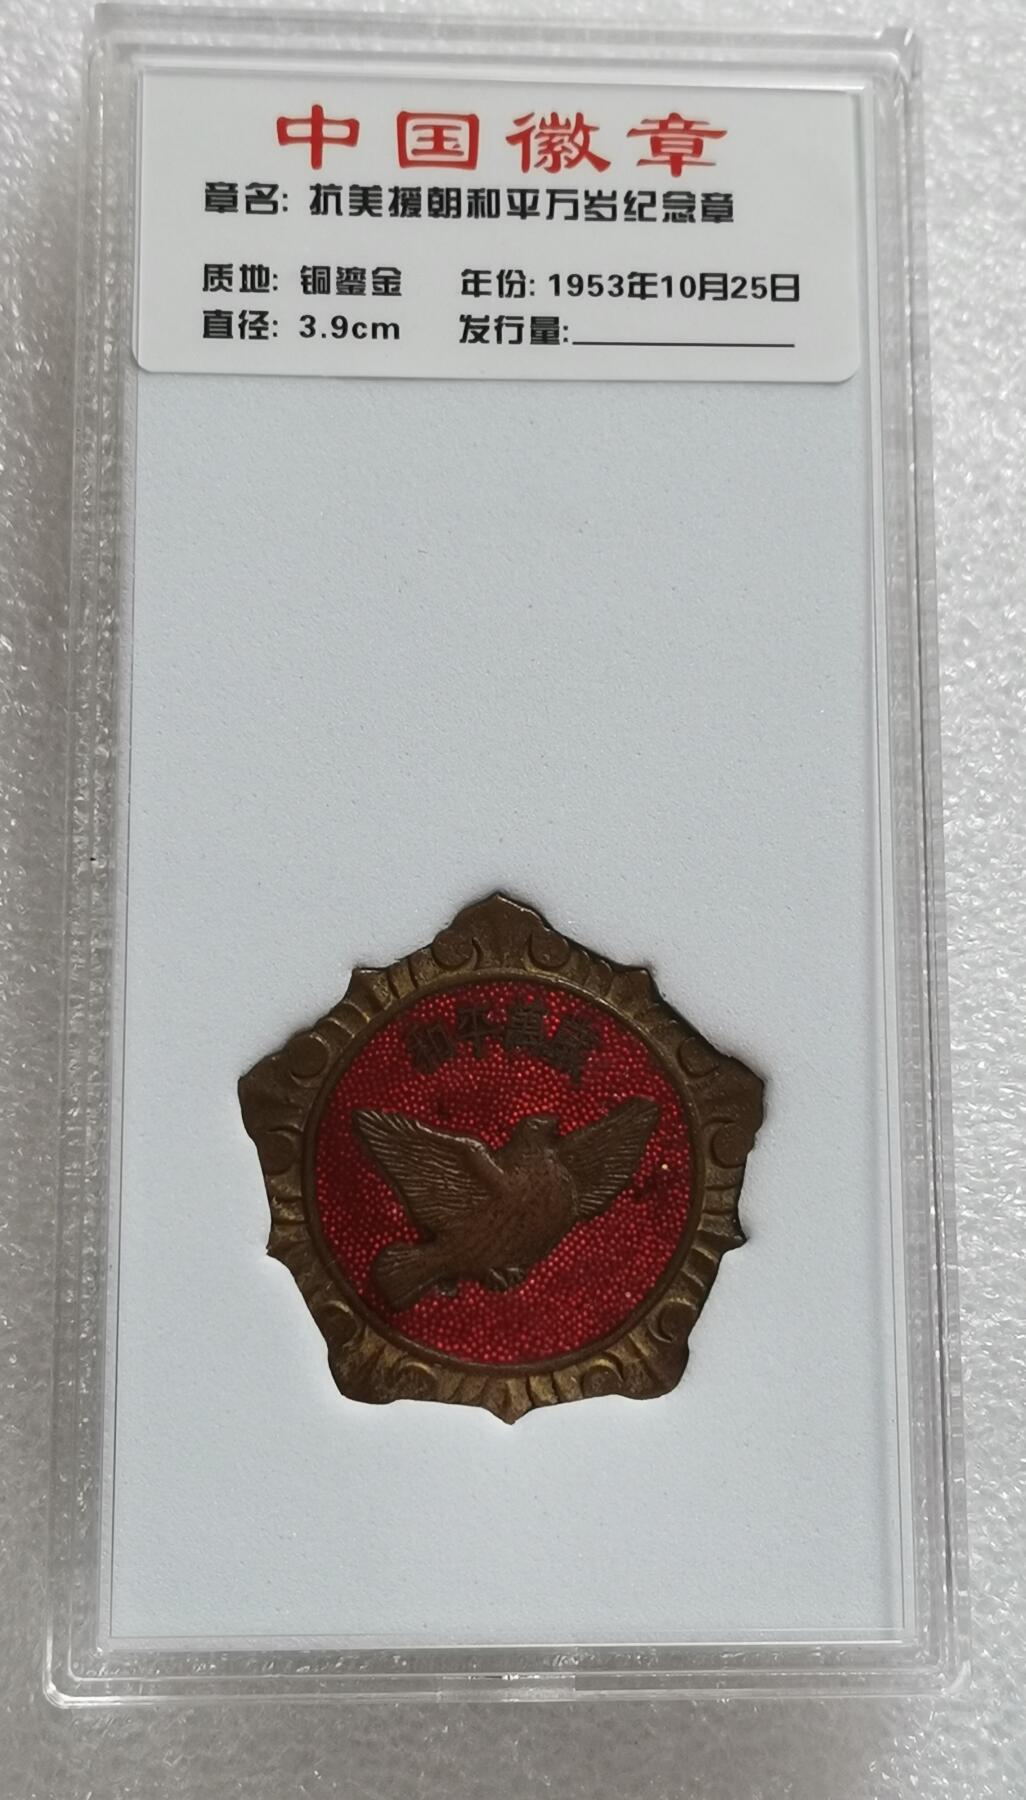 中国徽章
章名: 抗美援朝和平万岁纪念章
质地: 铜鎏金 年份: 1953年10月25日
直径: 3.9cm 发行量:
和平萬歲